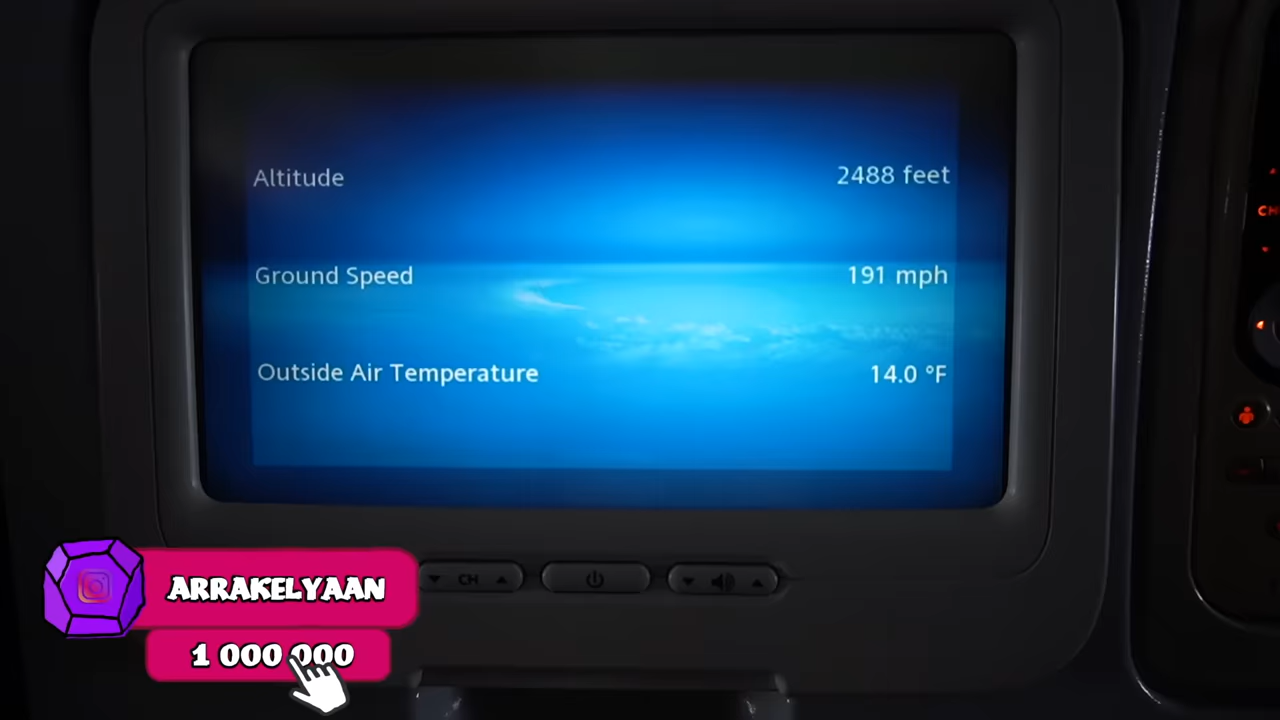 Altitude 2488 feet
Ground Speed 191 mph
Outside Air Temperature 14.0 °F
CH
ARRAKELYAAN
1 000 000